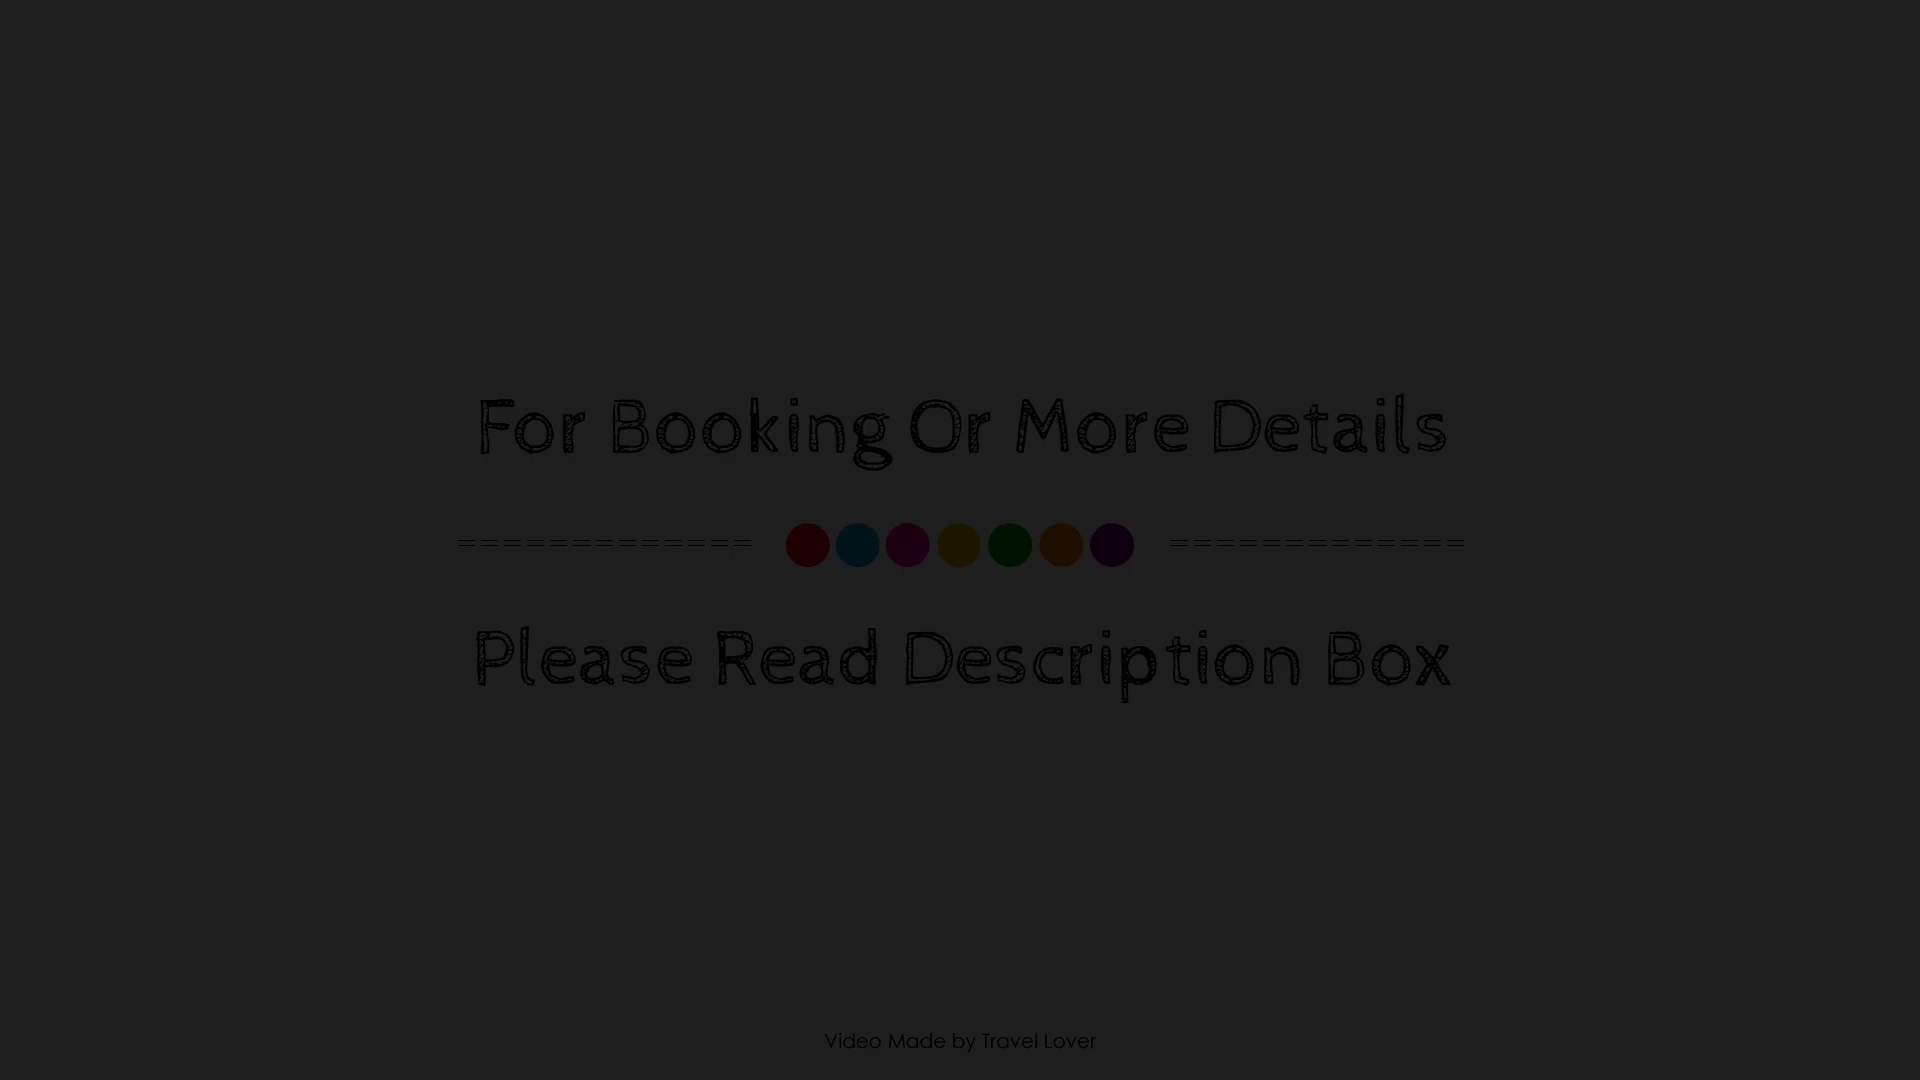 For Booking Or More Details
============= =============
Please Read Description Box
Video Made by Travel Lover